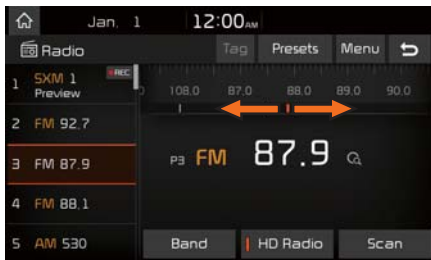 Jan. 1 12:00AM
Radio Tag Presets Menu
1 SXM 1 REC
Preview
108.0 87.0 88.0 89.0 90.0
2 FM 92.7
3 FM 87.9
P3 FM 87.9
4 FM 88.1
5 AM 530
Band HD Radio Scan